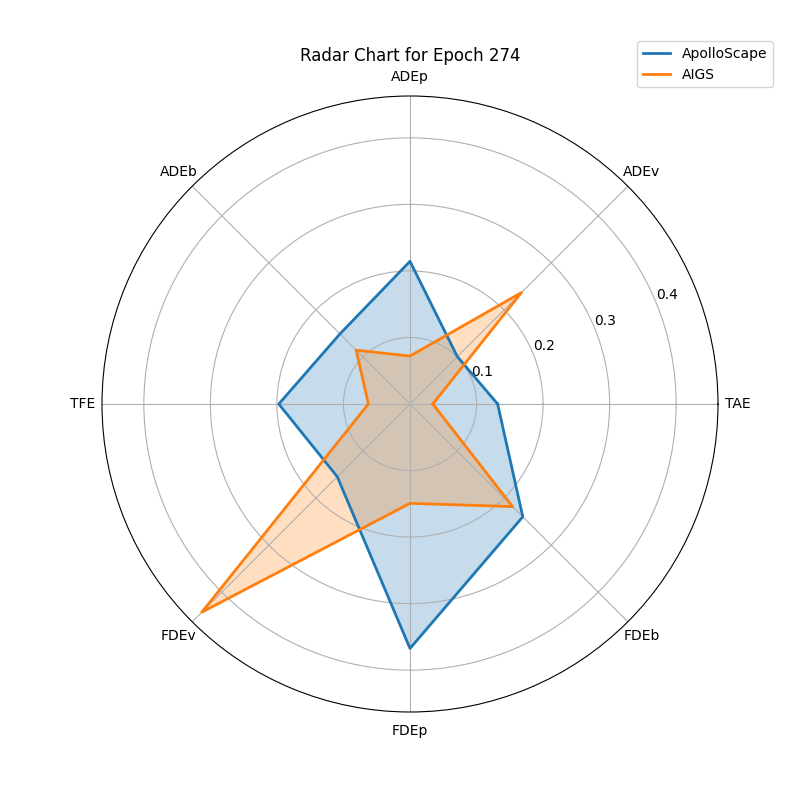 Radar Chart for Epoch 274
ApolloScape
AIGS
ADEp
ADEb
ADEv
0.4
0.3
0.2
0.1
TFE
TAE
FDEv
FDEb
FDEp